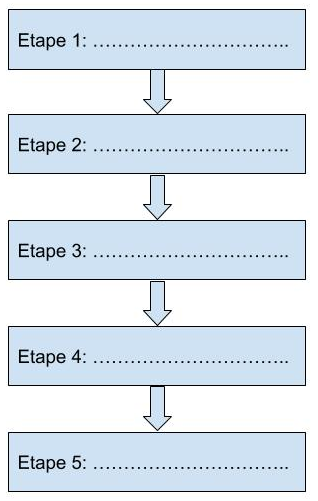 Etape 1: …………………………..
Etape 2: …………………………..
Etape 3: …………………………..
Etape 4: …………………………..
Etape 5: …………………………..